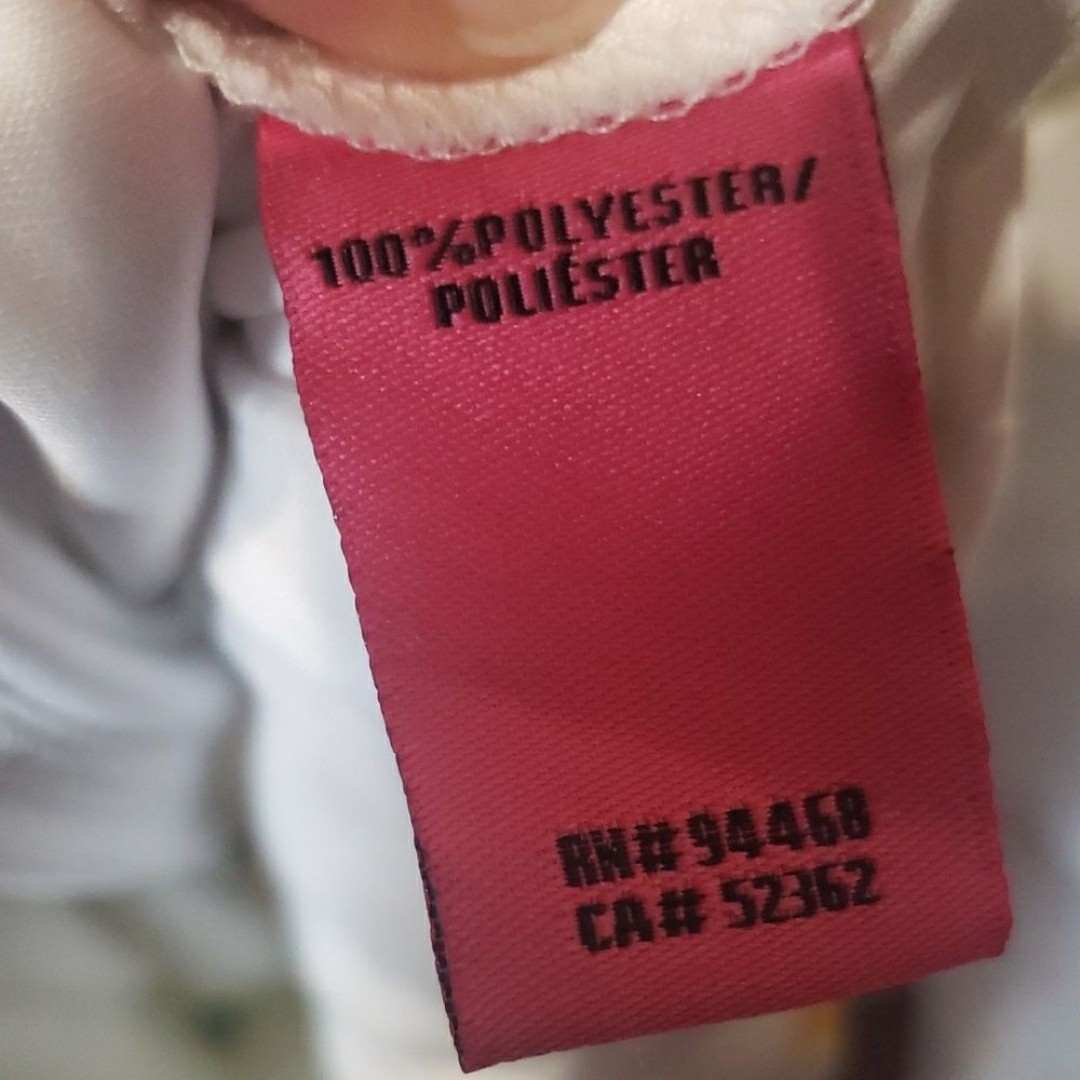 100%POLYESTER/
POLIÉSTER
RN# 94468
CA# 52362